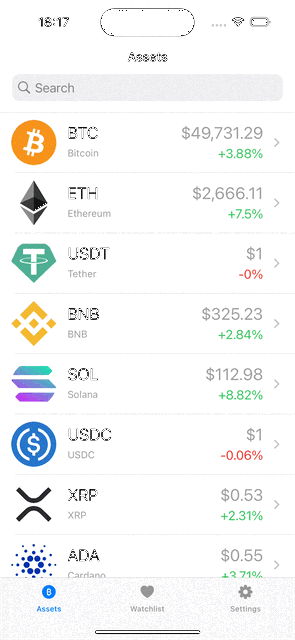 18:17
Assets
Search
BTC $49,731.29
Bitcoin +3.88%
ETH $2,666.11
Ethereum +7.5%
USDT $1
Tether -0%
BNB $325.23
BNB +2.84%
SOL $112.98
Solana +8.82%
USDC $1
USDC -0.06%
XRP $0.53
XRP +2.31%
ADA $0.55
Cardano +3.71%
Assets Watchlist Settings